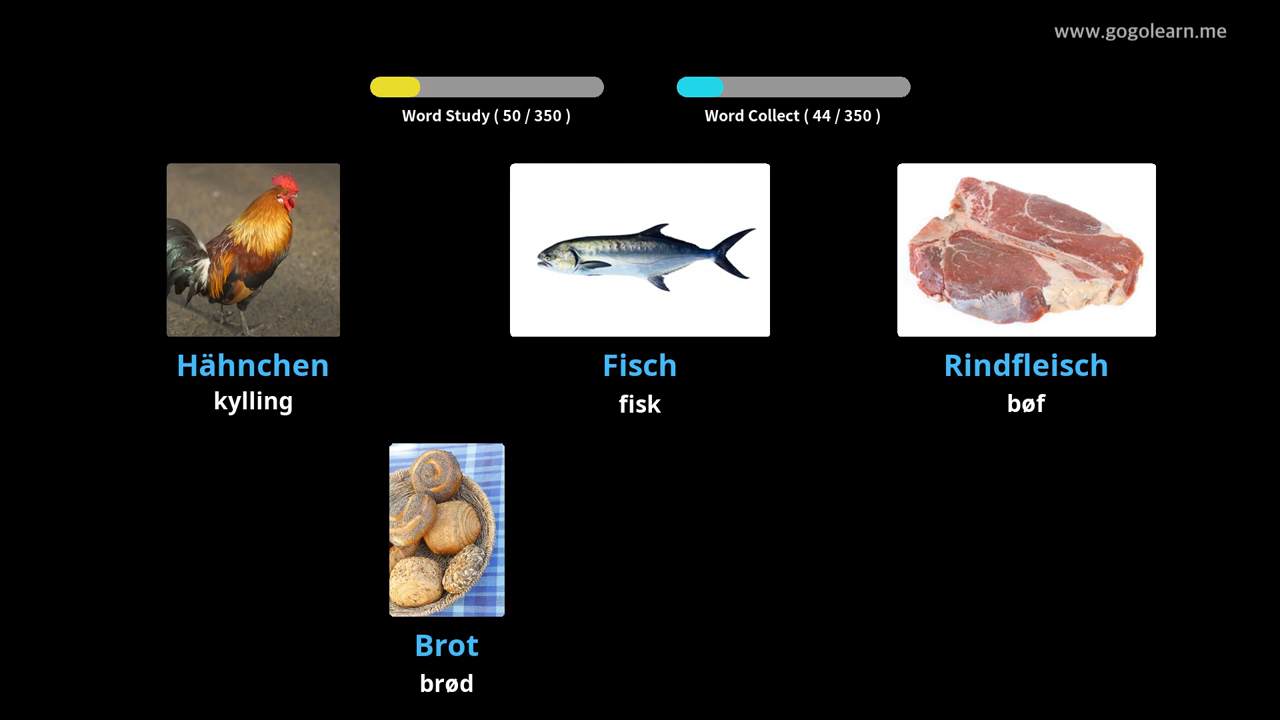 www.gogolearn.me
Word Study ( 50 / 350 )
Word Collect ( 44 / 350 )
Hähnchen
kylling
Fisch
fisk
Rindfleisch
bøf
Brot
brød